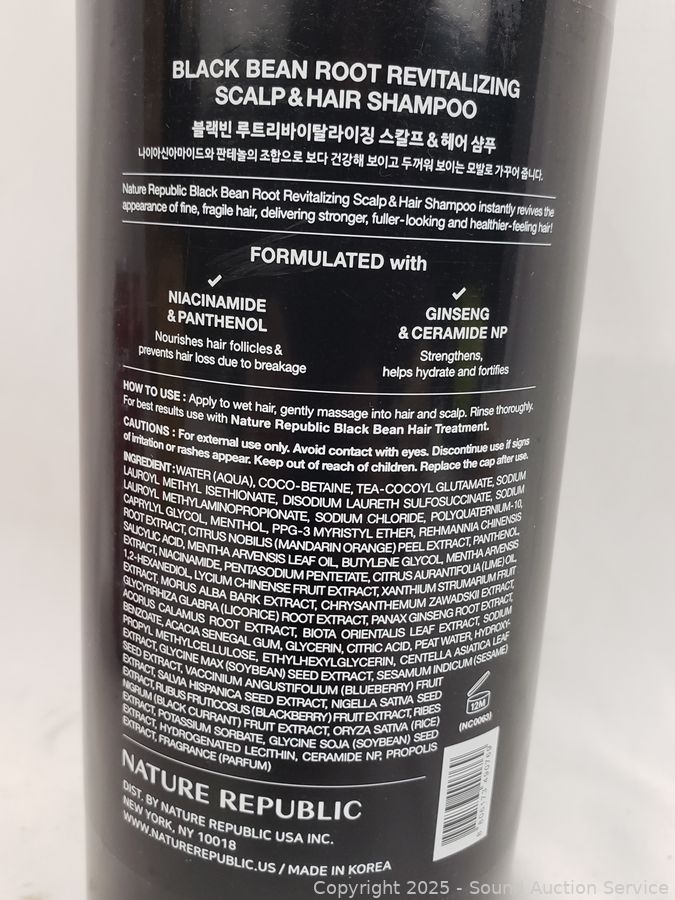 BLACK BEAN ROOT REVITALIZING
SCALP & HAIR SHAMPOO
블랙빈 루트리바이탈라이징 스칼프 & 헤어 샴푸
나이아신아마이드와 판테놀의 조합으로 보다 건강해 보이고 두꺼워 보이는 모발로 가꾸어 줍니다.
Nature Republic Black Bean Root Revitalizing Scalp & Hair Shampoo instantly revives the
appearance of fine, fragile hair, delivering stronger, fuller-looking and healthier-feeling hair!
FORMULATED with
NIACINAMIDE
& PANTHENOL
Nourishes hair follicles &
prevents hair loss due to breakage
GINSENG
& CERAMIDE NP
Strengthens,
helps hydrate and fortifies
HOW TO USE : Apply to wet hair, gently massage into hair and scalp. Rinse thoroughly.
For best results use with Nature Republic Black Bean Hair Treatment.
CAUTIONS : For external use only. Avoid contact with eyes. Discontinue use if signs
of irritation or rashes appear. Keep out of reach of children. Replace the cap after use.
INGREDIENT : WATER (AQUA), COCO-BETAINE, TEA-COCOYL GLUTAMATE, SODIUM
LAUROYL METHYL ISETHIONATE, DISODIUM LAURETH SULFOSUCCINATE, SODIUM
LAUROYL METHYLAMINOPROPIONATE, SODIUM CHLORIDE, POLYQUATERNIUM-10,
CAPRYLYL GLYCOL, MENTHOL, PPG-3 MYRISTYL ETHER, REHMANNIA CHINENSIS
ROOT EXTRACT, CITRUS NOBILIS (MANDARIN ORANGE) PEEL EXTRACT, PANTHENOL,
SALICYLIC ACID, MENTHA ARVENSIS LEAF OIL, BUTYLENE GLYCOL, MENTHA ARVENSIS
EXTRACT, NIACINAMIDE, PENTASODIUM PENTETATE, CITRUS AURANTIFOLIA (LIME) OIL,
1,2-HEXANEDIOL, LYCIUM CHINENSE FRUIT EXTRACT, XANTHIUM STRUMARIUM FRUIT
EXTRACT, MORUS ALBA BARK EXTRACT, CHRYSANTHEMUM ZAWADSKII EXTRACT,
GLYCYRRHIZA GLABRA (LICORICE) ROOT EXTRACT, PANAX GINSENG ROOT EXTRACT,
ACORUS CALAMUS ROOT EXTRACT, BIOTA ORIENTALIS LEAF EXTRACT, SODIUM
BENZOATE, ACACIA SENEGAL GUM, GLYCERIN, CITRIC ACID, PEAT WATER, HYDROXY-
PROPYL METHYLCELLULOSE, ETHYLHEXYLGLYCERIN, CENTELLA ASIATICA LEAF
EXTRACT, GLYCINE MAX (SOYBEAN) SEED EXTRACT, SESAMUM INDICUM (SESAME)
SEED EXTRACT, VACCINIUM ANGUSTIFOLIUM (BLUEBERRY) FRUIT
EXTRACT, SALVIA HISPANICA SEED EXTRACT, NIGELLA SATIVA SEED
EXTRACT, RUBUS FRUTICOSUS (BLACKBERRY) FRUIT EXTRACT, RIBES
NIGRUM (BLACK CURRANT) FRUIT EXTRACT, ORYZA SATIVA (RICE)
EXTRACT, POTASSIUM SORBATE, GLYCINE SOJA (SOYBEAN) SEED
EXTRACT, HYDROGENATED LECITHIN, CERAMIDE NP, PROPOLIS
EXTRACT, FRAGRANCE (PARFUM)
12M
(NC0063)
NATURE REPUBLIC
DIST. BY NATURE REPUBLIC USA INC.
NEW YORK, NY 10018
WWW.NATUREREPUBLIC.US / MADE IN KOREA
8 806173 490769
Copyright 2025 - Sound Auction Service